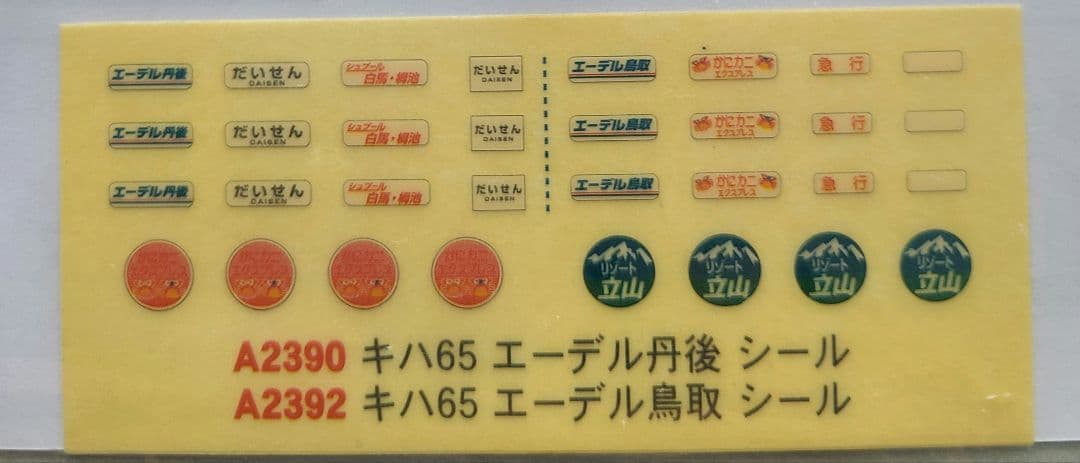 エーデル丹後 だいせん シュプール だいせん エーデル鳥取 かにカニ 急行
DAISEN 白馬・栂池 DAISEN エクスプレス
エーデル丹後 だいせん シュプール だいせん エーデル鳥取 かにカニ 急行
DAISEN 白馬・栂池 DAISEN エクスプレス
エーデル丹後 だいせん シュプール だいせん エーデル鳥取 かにカニ 急行
DAISEN 白馬・栂池 DAISEN エクスプレス
リゾート リゾート リゾート リゾート
立山 立山 立山 立山
A2390 キハ65 エーデル丹後 シール
A2392 キハ65 エーデル鳥取 シール